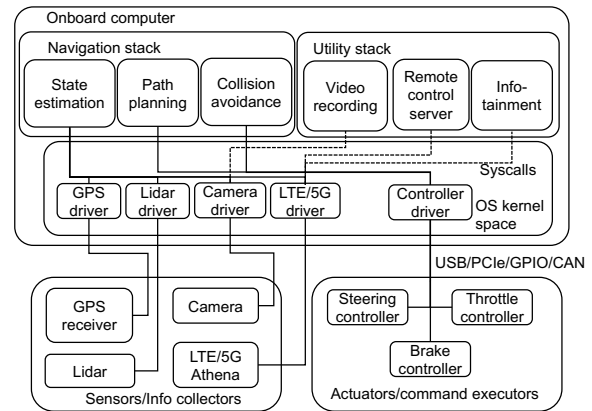 Onboard computer
Navigation stack
Utility stack
State
estimation
Path
planning
Collision
avoidance
Video
recording
Remote
control
server
Info-
tainment
Syscalls
GPS
driver
Lidar
driver
Camera
driver
LTE/5G
driver
Controller
driver
OS kernel
space
USB/PCIe/GPIO/CAN
GPS
receiver
Camera
Lidar
LTE/5G
Athena
Sensors/Info collectors
Steering
controller
Throttle
controller
Brake
controller
Actuators/command executors